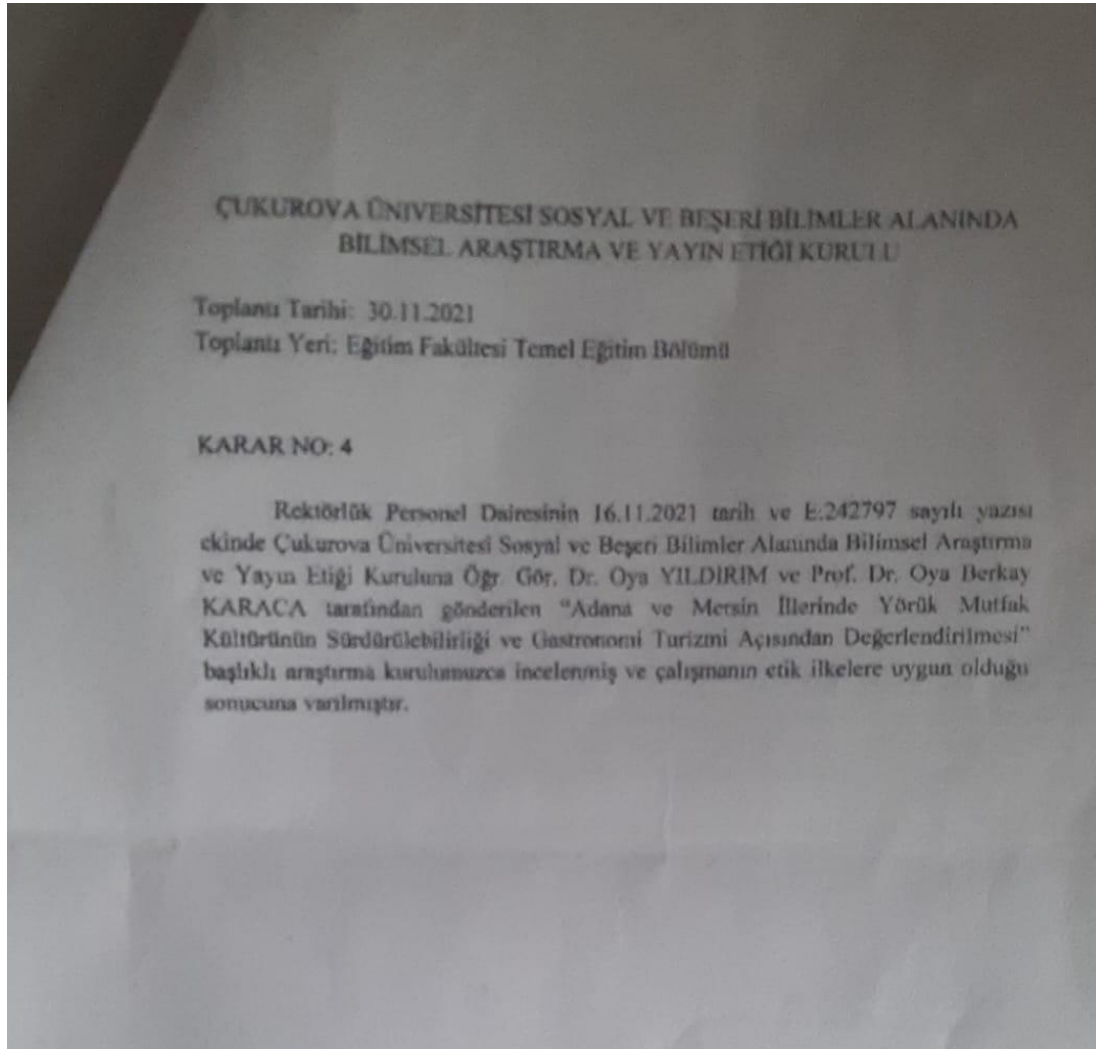 ÇUKUROVA ÜNIVERSİTESİ SOSYAL VE BEŞERİ BİLİMLER ALANINDA
BİLİMSEL ARAŞTIRMA VE YAYIN ETİĞİ KURULU
Toplantı Tarihi: 30.11.2021
Toplantı Yeri: Eğitim Fakültesi Temel Eğitim Bölümü
KARAR NO: 4
Rektörlük Personel Dairesinin 16.11.2021 tarih ve E.242797 sayılı yazısı
ekinde Çukurova Üniversitesi Sosyal ve Beşeri Bilimler Alanında Bilimsel Araştırma
ve Yayın Etiği Kuruluna Öğr. Gör. Dr. Oya YILDIRIM ve Prof. Dr. Oya Berkay
KARACA tarafından gönderilen "Adana ve Mersin İllerinde Yörük Mutfak
Kültürünün Sürdürülebilirliği ve Gastronomi Turizmi Açısından Değerlendirilmesi"
başlıklı araştırma kurulumuzca incelenmiş ve çalışmanın etik ilkelere uygun olduğu
sonucuna varılmıştır.